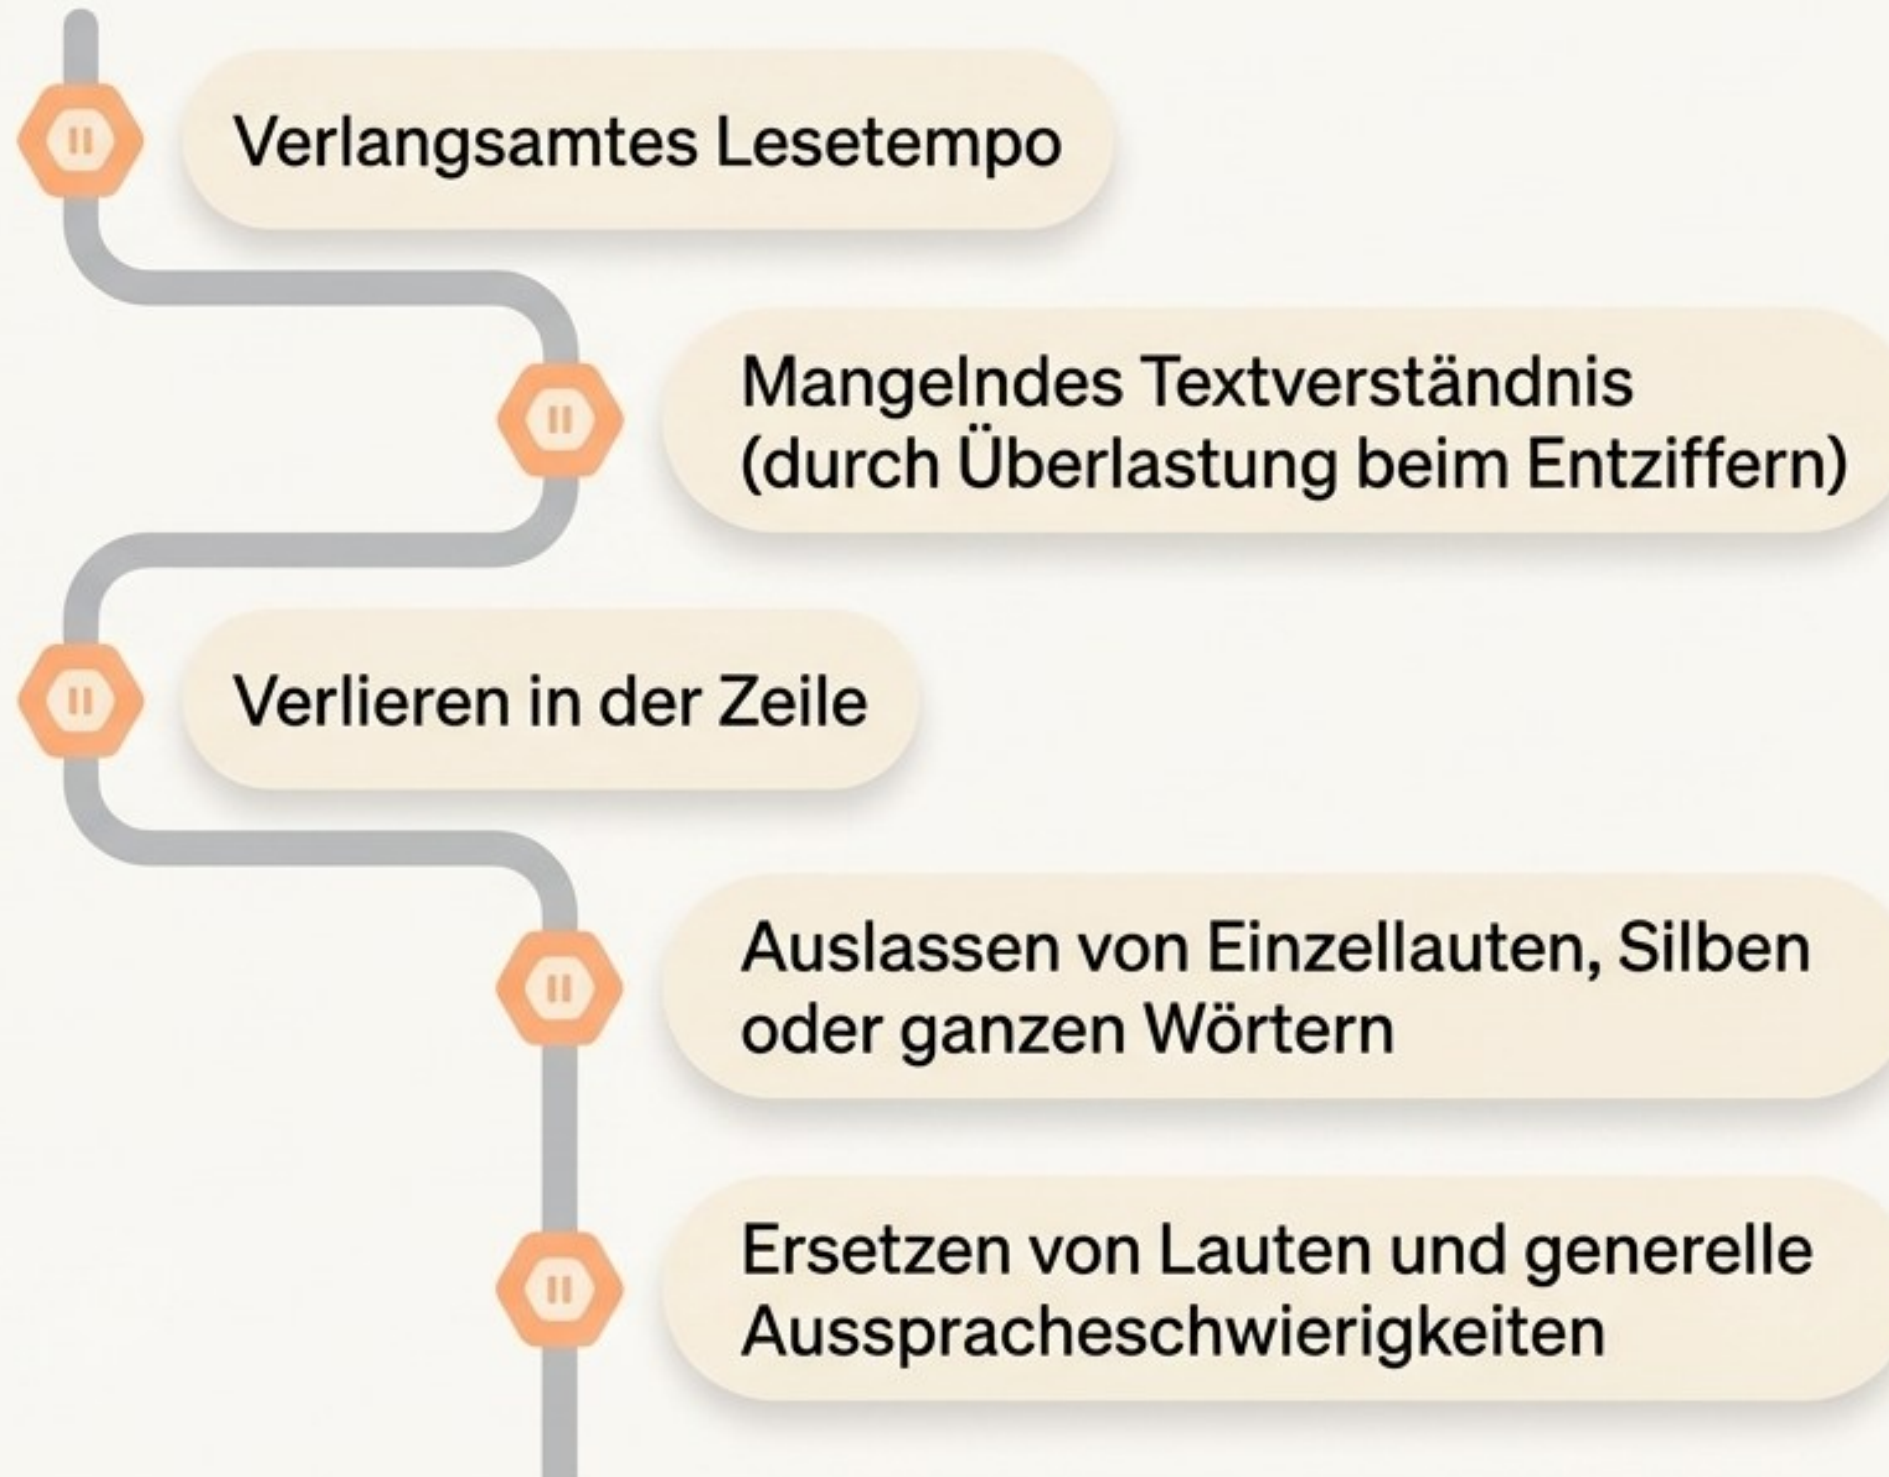 Verlangsamtes Lesetempo
Mangelndes Textverständnis
(durch Überlastung beim Entziffern)
Verlieren in der Zeile
Auslassen von Einzellauten, Silben
oder ganzen Wörtern
Ersetzen von Lauten und generelle
Ausspracheschwierigkeiten